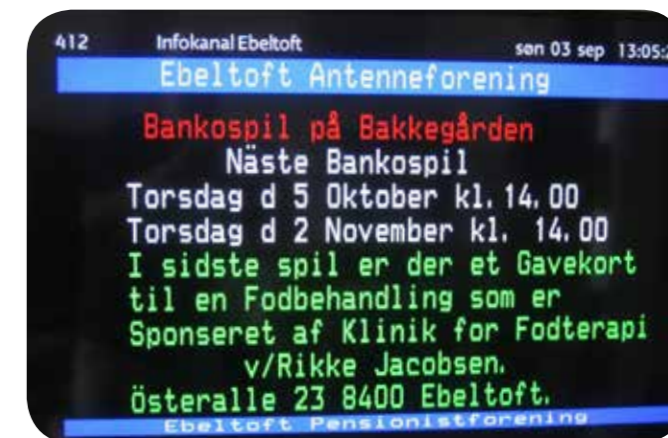 412 Infokanal Ebeltoft søn 03 sep 13:05:2
Ebeltoft Antenneforening
Bankospil på Bakkegården
Näste Bankospil
Torsdag d 5 Oktober kl. 14.00
Torsdag d 2 November kl. 14.00
I sidste spil er der et Gavekort
til en Fodbehandling som er
Sponseret af Klinik for Fodterapi
v/Rikke Jacobsen.
Österalle 23 8400 Ebeltoft.
Ebeltoft Pensionistforening